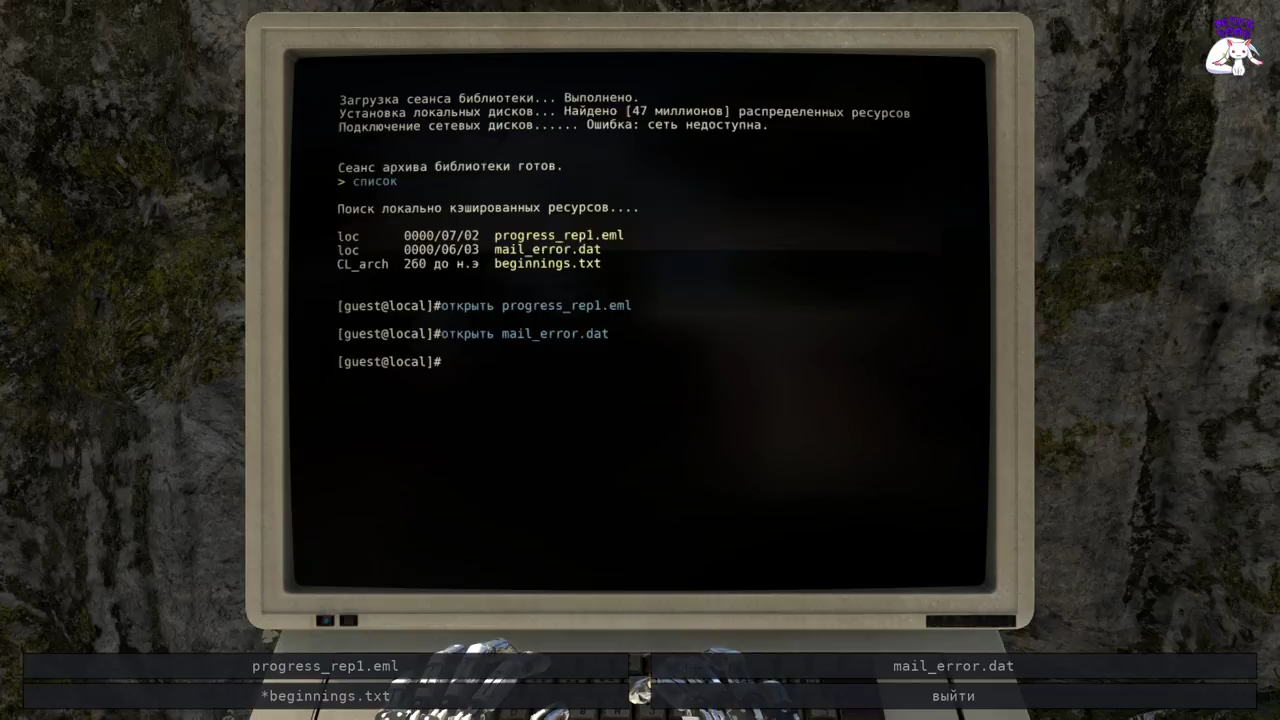 Загрузка сеанса библиотеки... Выполнено.
Установка локальных дисков... Найдено [47 миллионов] распределенных ресурсов
Подключение сетевых дисков...... Ошибка: сеть недоступна.
Сеанс архива библиотеки готов.
> список
Поиск локально кэшированных ресурсов....
loc 0000/07/02 progress_rep1.eml
loc 0000/06/03 mail_error.dat
CL_arch 260 до н.э beginnings.txt
[guest@local]#открыть progress_rep1.eml
[guest@local]#открыть mail_error.dat
[guest@local]#
progress_rep1.eml mail_error.dat
*beginnings.txt выйти